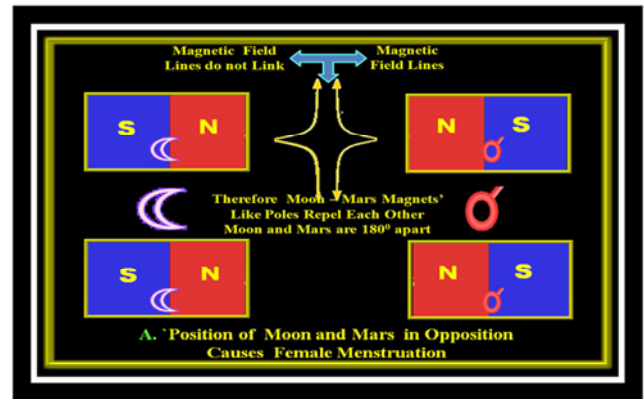 Magnetic Field
Lines do not Link
Magnetic
Field Lines
S N
N S
Therefore Moon – Mars Magnets'
Like Poles Repel Each Other
Moon and Mars are 180⁰ apart
S N
N S
A. `Position of Moon and Mars in Opposition
Causes Female Menstruation